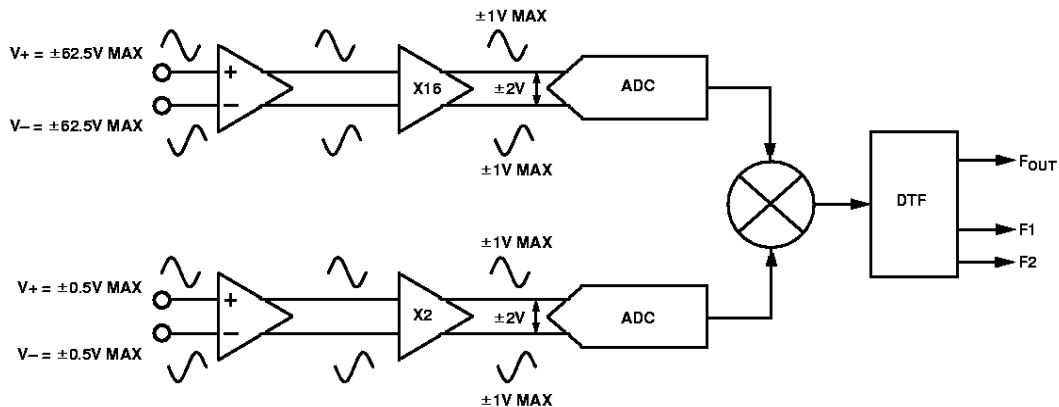 ±1V MAX
V+ = ±62.5V MAX
+
X16
±2V
ADC
−
V− = ±62.5V MAX
±1V MAX
DTF
FOUT
F1
F2
±1V MAX
V+ = ±0.5V MAX
+
X2
±2V
ADC
−
V− = ±0.5V MAX
±1V MAX